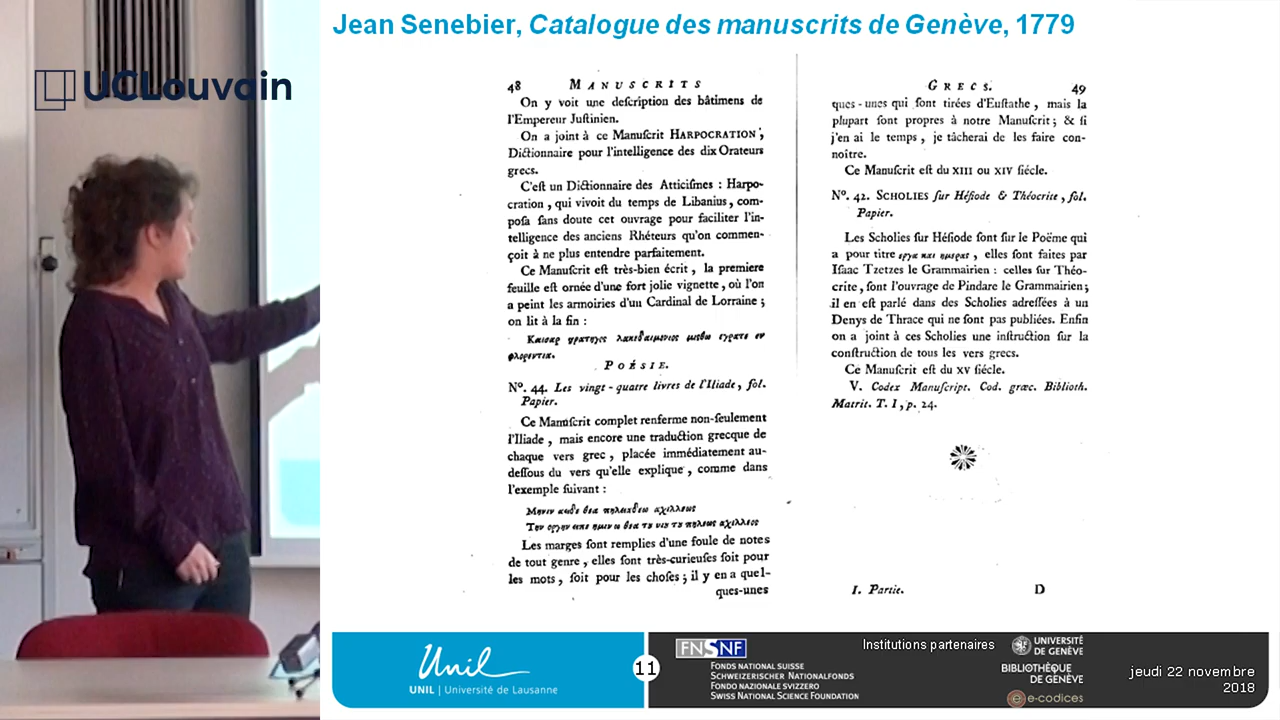 Jean Senebier, Catalogue des manuscrits de Genève, 1779
UCLouvain
48 MANUSCRITS
On y voit une deſcription des bâtimens de
l'Empereur Juſtinien.
On a joint à ce Manuſcrit HARPOCRATION,
Dictionnaire pour l'intelligence des dix Orateurs
grecs.
C'eſt un Dictionnaire des Atticiſmes : Harpo-
cration, qui vivoit du temps de Libanius, com-
poſa ſans doute cet ouvrage pour faciliter l'in-
telligence des anciens Rhéteurs qu'on commen-
çoit à ne plus entendre parfaitement.
Ce Manuſcrit eſt très-bien écrit, la premiere
feuille eſt ornée d'une fort jolie vignette, où l'on
a peint les armoiries d'un Cardinal de Lorraine ;
on lit à la fin :
POÉSIE.
Nº. 44. Les vingt-quatre livres de l'Iliade, fol.
Papier.
Ce Manuſcrit complet renferme non-ſeulement
l'Iliade, mais encore une traduction grecque de
chaque vers grec, placée immédiatement au-
deſſous du vers qu'elle explique, comme dans
l'exemple ſuivant :
Les marges ſont remplies d'une foule de notes
de tout genre, elles ſont très-curieuſes ſoit pour
les mots, ſoit pour les choſes ; il y en a quel-
ques-unes
GRECS. 49
ques-unes qui ſont tirées d'Euſtathe, mais la
plupart ſont propres à notre Manuſcrit ; & ſi
j'en ai le temps, je tâcherai de les faire con-
noître.
Ce Manuſcrit eſt du XIII ou XIV ſiécle.
Nº. 42. SCHOLIES ſur Héſiode & Théocrite, fol.
Papier.
Les Scholies ſur Héſiode ſont ſur le Poëme qui
a pour titre εργα και ημεραι, elles ſont faites par
Iſaac Tzetzes le Grammairien : celles ſur Théo-
crite, ſont l'ouvrage de Pindare le Grammairien ;
il en eſt parlé dans des Scholies adreſſées à un
Denys de Thrace qui ne ſont pas publiées. Enfin
on a joint à ces Scholies une inſtruction ſur la
conſtruction de tous les vers grecs.
Ce Manuſcrit eſt du XV ſiécle.
V. Codex Manuſcript. Cod. græc. Biblioth.
Matrit. T. I, p. 24.
I. Partie. D
Unil
UNIL | Université de Lausanne
11
FNSNF
FONDS NATIONAL SUISSE
SCHWEIZERISCHER NATIONALFONDS
FONDO NAZIONALE SVIZZERO
SWISS NATIONAL SCIENCE FOUNDATION
Institutions partenaires
UNIVERSITÉ
DE GENÈVE
BIBLIOTHÈQUE
DE GENÈVE
e-codices
jeudi 22 novembre
2018